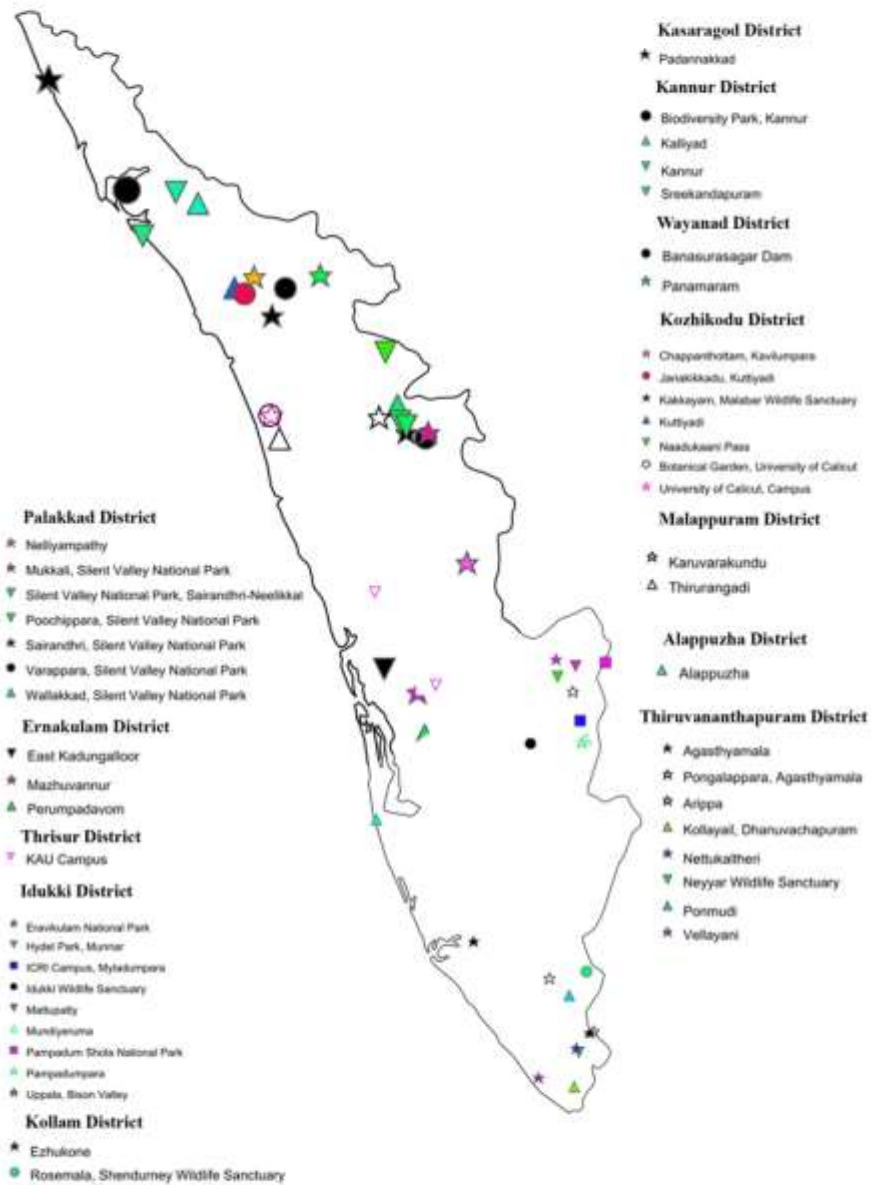 Kasaragod District
Padannakkad
Kannur District
Biodiversity Park, Kannur
Kalliyad
Kannur
Sreekandapuram
Wayanad District
Banasurasagar Dam
Panamaram
Kozhikodu District
Chappanthottam, Kavilumpara
Janakikkadu, Kuttiyadi
Kakkayam, Malabar Wildlife Sanctuary
Kuttiyadi
Naadukaani Pass
Botanical Garden, University of Calicut
University of Calicut, Campus
Malappuram District
Karuvarakundu
Thirurangadi
Alappuzha District
Alappuzha
Thiruvananthapuram District
Agasthyamala
Pongalappara, Agasthyamala
Arippa
Kollayail, Dhanuvachapuram
Nettukaltheri
Neyyar Wildlife Sanctuary
Ponmudi
Vellayani
Palakkad District
Nelliyampathy
Mukkali, Silent Valley National Park
Silent Valley National Park, Sairandhri-Neelikkal
Poochippara, Silent Valley National Park
Sairandhri, Silent Valley National Park
Varappara, Silent Valley National Park
Wallakkad, Silent Valley National Park
Ernakulam District
East Kadungalloor
Mazhuvannur
Perumpadavom
Thrisur District
KAU Campus
Idukki District
Eravikulam National Park
Hydel Park, Munnar
ICRI Campus, Myladumpara
Idukki Wildlife Sanctuary
Mattupatty
Mundiyeruma
Pampadum Shola National Park
Pampadumpara
Uppala, Bison Valley
Kollam District
Ezhukone
Rosemala, Shendurney Wildlife Sanctuary